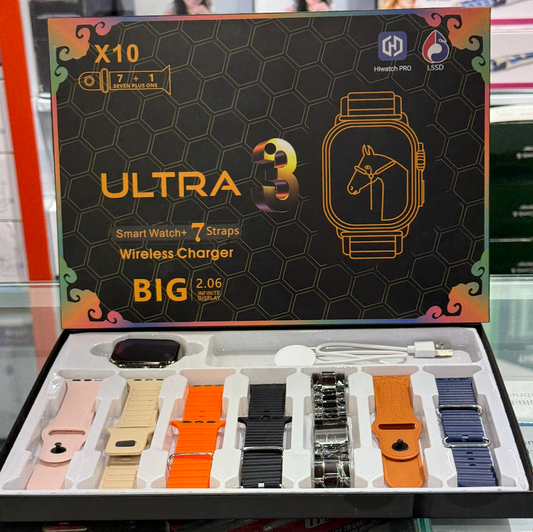 X10
7 + 1
SEVEN PLUS ONE
HIwatch PRO
LSSD
ULTRA 3
Smart Watch+ 7 Straps
Wireless Charger
BIG 2.06
INFINITE
DISPLAY